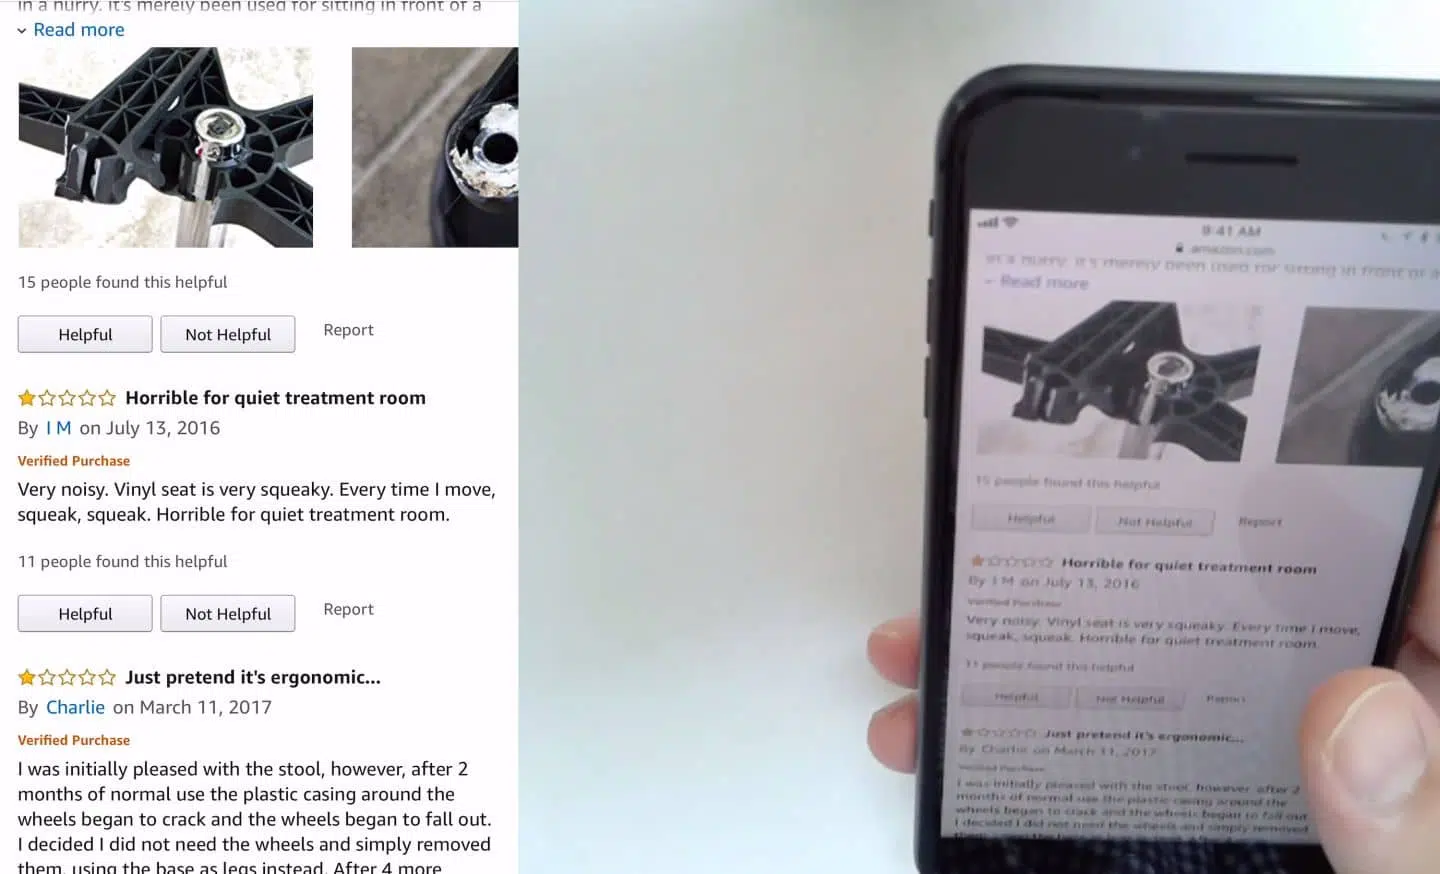 in a hurry. It's merely been used for sitting in front of a
Read more
15 people found this helpful
Helpful
Not Helpful
Report
Horrible for quiet treatment room
By I M on July 13, 2016
Verified Purchase
Very noisy. Vinyl seat is very squeaky. Every time I move,
squeak, squeak. Horrible for quiet treatment room.
11 people found this helpful
Helpful
Not Helpful
Report
Just pretend it's ergonomic...
By Charlie on March 11, 2017
Verified Purchase
I was initially pleased with the stool, however, after 2
months of normal use the plastic casing around the
wheels began to crack and the wheels began to fall out.
I decided I did not need the wheels and simply removed
them, using the base as legs instead. After 4 more
9:41 AM
amazon.com
in a hurry. It's merely been used for sitting in front of a
Read more
15 people found this helpful
Helpful
Not Helpful
Report
Horrible for quiet treatment room
By I M on July 13, 2016
Verified Purchase
Very noisy. Vinyl seat is very squeaky. Every time I move,
squeak, squeak. Horrible for quiet treatment room.
11 people found this helpful
Helpful
Not Helpful
Report
Just pretend it's ergonomic...
By Charlie on March 11, 2017
Verified Purchase
I was initially pleased with the stool, however, after 2
months of normal use the plastic casing around the
wheels began to crack and the wheels began to fall out
I decided I did not need the wheels and simply removed